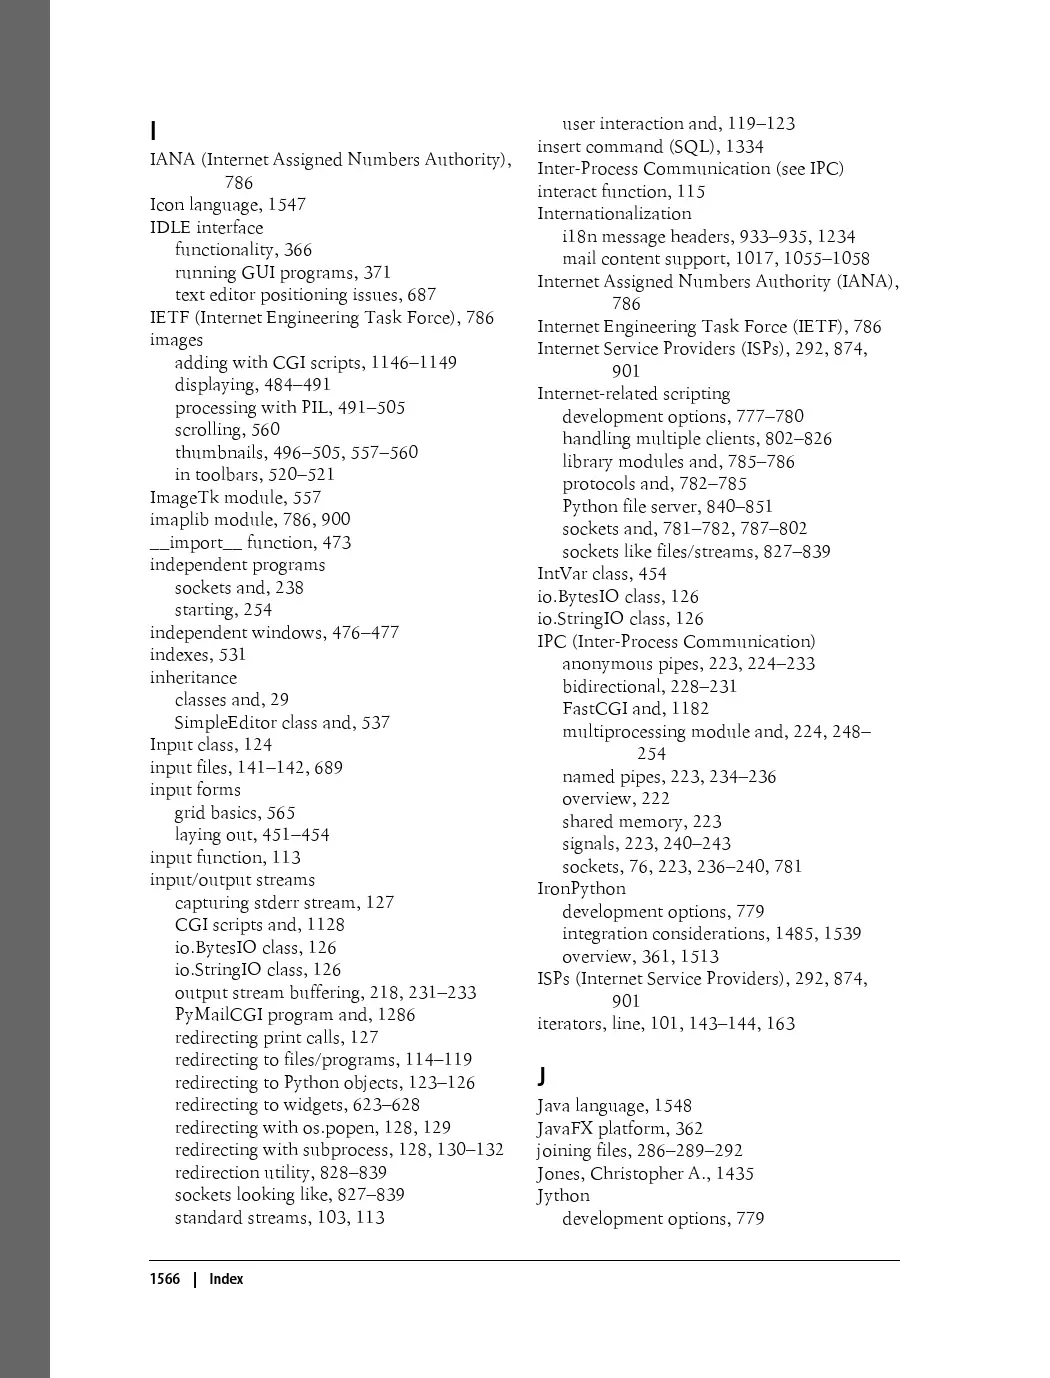 I
IANA (Internet Assigned Numbers Authority),
786
Icon language, 1547
IDLE interface
functionality, 366
running GUI programs, 371
text editor positioning issues, 687
IETF (Internet Engineering Task Force), 786
images
adding with CGI scripts, 1146–1149
displaying, 484–491
processing with PIL, 491–505
scrolling, 560
thumbnails, 496–505, 557–560
in toolbars, 520–521
ImageTk module, 557
imaplib module, 786, 900
__import__ function, 473
independent programs
sockets and, 238
starting, 254
independent windows, 476–477
indexes, 531
inheritance
classes and, 29
SimpleEditor class and, 537
Input class, 124
input files, 141–142, 689
input forms
grid basics, 565
laying out, 451–454
input function, 113
input/output streams
capturing stderr stream, 127
CGI scripts and, 1128
io.BytesIO class, 126
io.StringIO class, 126
output stream buffering, 218, 231–233
PyMailCGI program and, 1286
redirecting print calls, 127
redirecting to files/programs, 114–119
redirecting to Python objects, 123–126
redirecting to widgets, 623–628
redirecting with os.popen, 128, 129
redirecting with subprocess, 128, 130–132
redirection utility, 828–839
sockets looking like, 827–839
standard streams, 103, 113
user interaction and, 119–123
insert command (SQL), 1334
Inter-Process Communication (see IPC)
interact function, 115
Internationalization
i18n message headers, 933–935, 1234
mail content support, 1017, 1055–1058
Internet Assigned Numbers Authority (IANA),
786
Internet Engineering Task Force (IETF), 786
Internet Service Providers (ISPs), 292, 874,
901
Internet-related scripting
development options, 777–780
handling multiple clients, 802–826
library modules and, 785–786
protocols and, 782–785
Python file server, 840–851
sockets and, 781–782, 787–802
sockets like files/streams, 827–839
IntVar class, 454
io.BytesIO class, 126
io.StringIO class, 126
IPC (Inter-Process Communication)
anonymous pipes, 223, 224–233
bidirectional, 228–231
FastCGI and, 1182
multiprocessing module and, 224, 248–
254
named pipes, 223, 234–236
overview, 222
shared memory, 223
signals, 223, 240–243
sockets, 76, 223, 236–240, 781
IronPython
development options, 779
integration considerations, 1485, 1539
overview, 361, 1513
ISPs (Internet Service Providers), 292, 874,
901
iterators, line, 101, 143–144, 163
J
Java language, 1548
JavaFX platform, 362
joining files, 286–289–292
Jones, Christopher A., 1435
Jython
development options, 779
1566 | Index